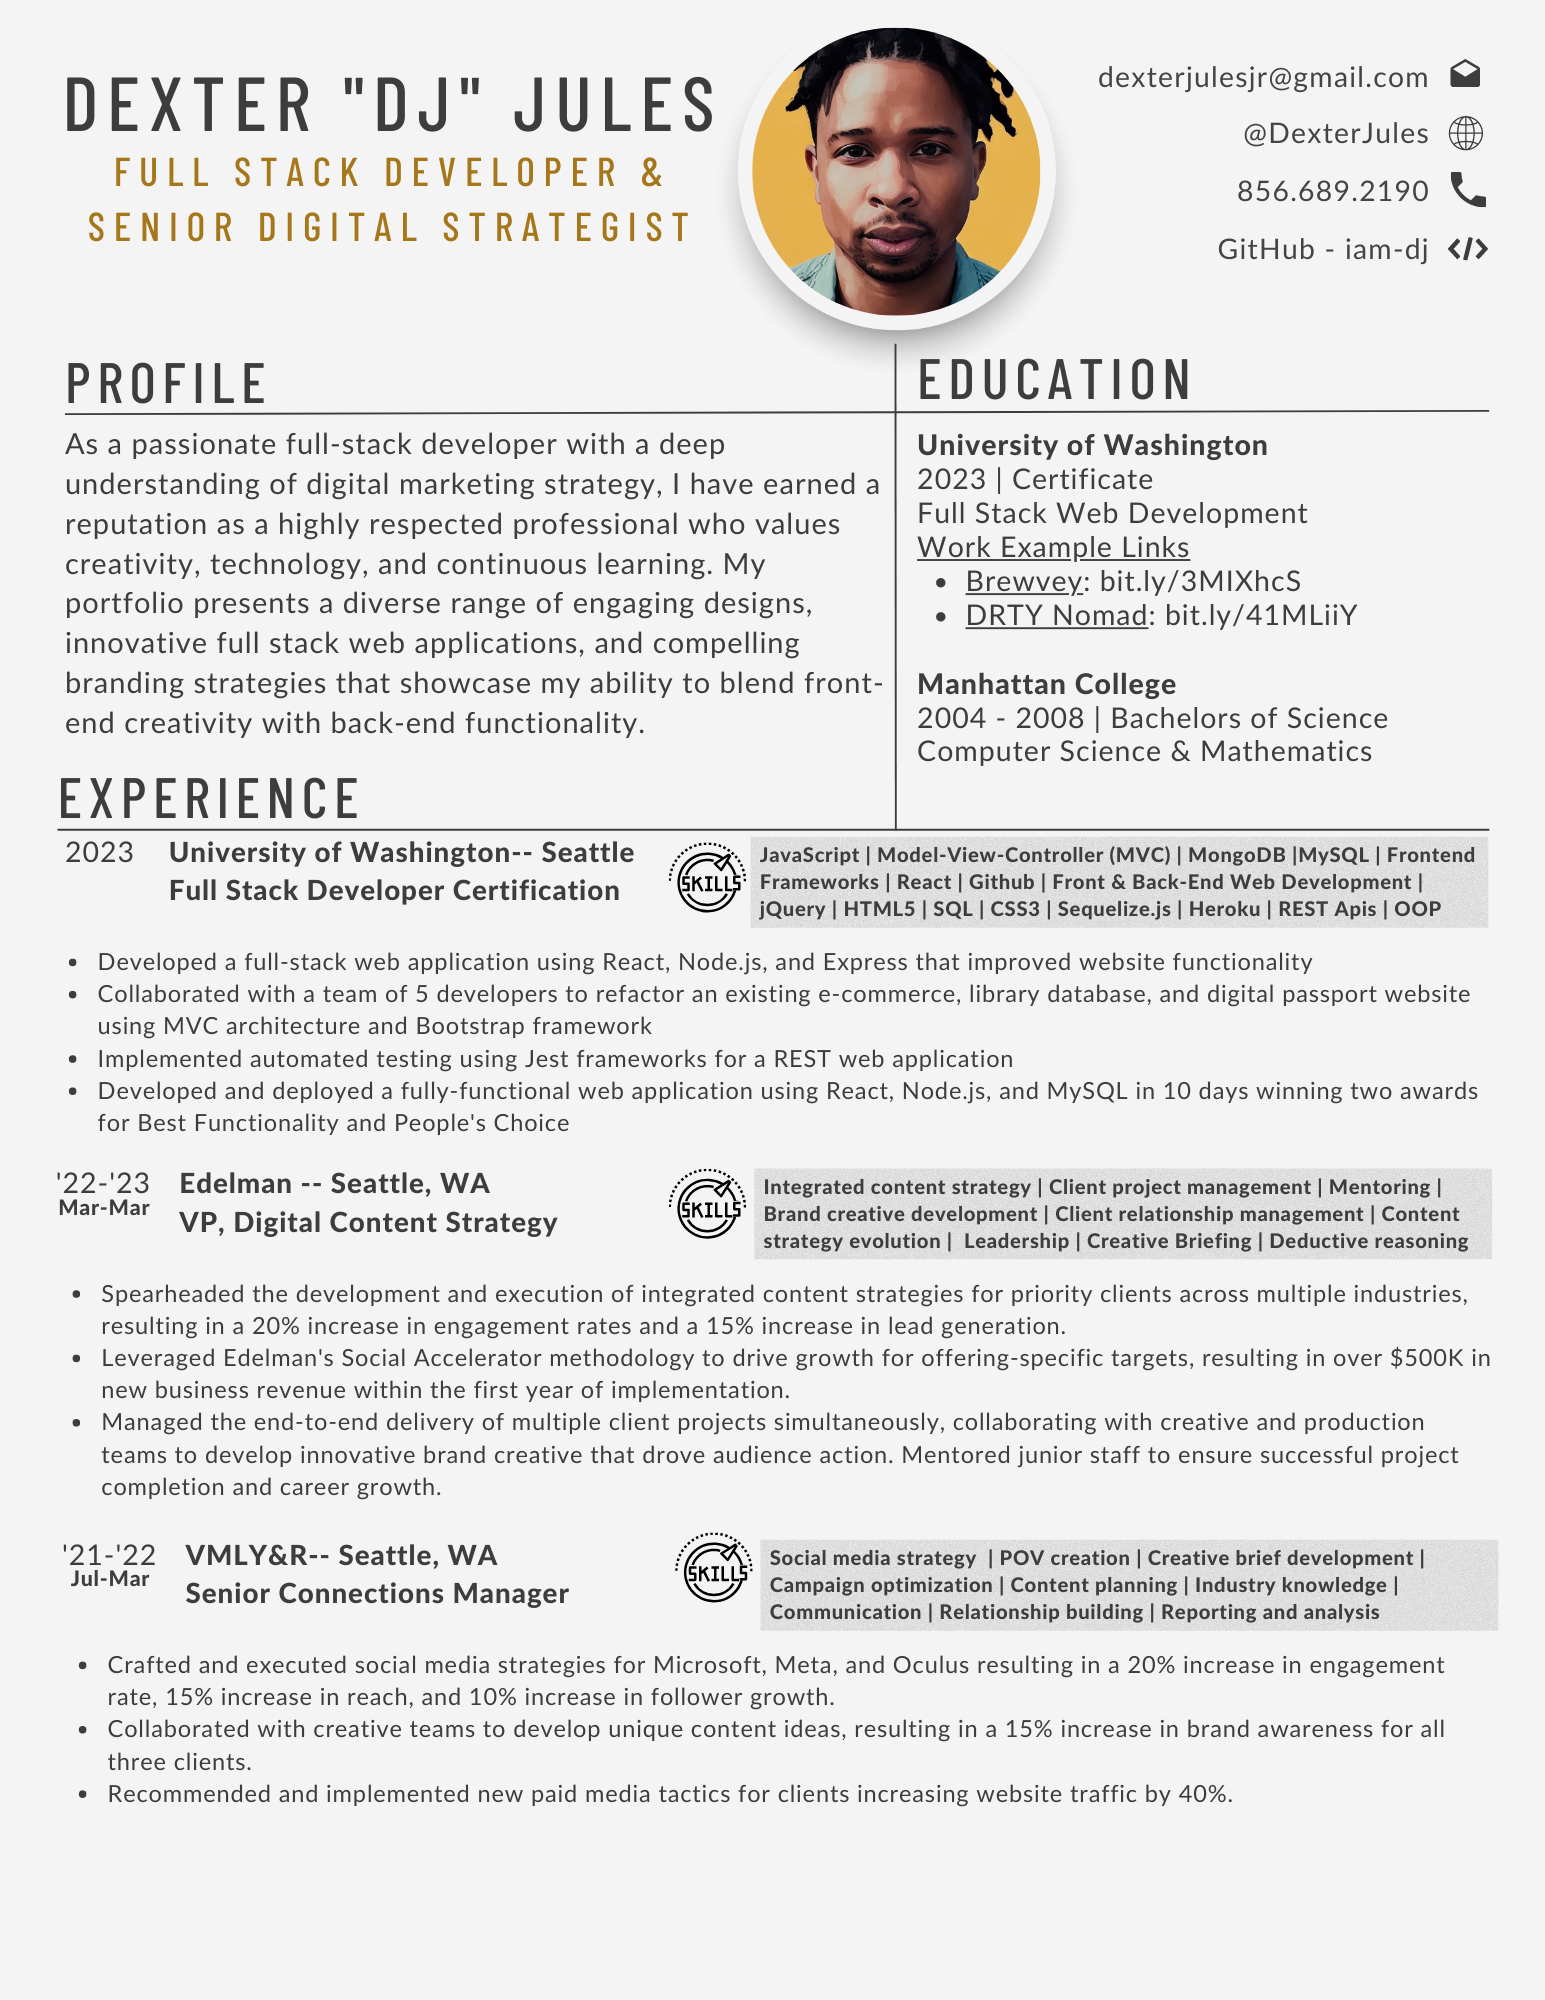 DEXTER "DJ" JULES
FULL STACK DEVELOPER &
SENIOR DIGITAL STRATEGIST
dexterjulesjr@gmail.com
@DexterJules
856.689.2190
GitHub - iam-dj
PROFILE
As a passionate full-stack developer with a deep
understanding of digital marketing strategy, I have earned a
reputation as a highly respected professional who values
creativity, technology, and continuous learning. My
portfolio presents a diverse range of engaging designs,
innovative full stack web applications, and compelling
branding strategies that showcase my ability to blend front-
end creativity with back-end functionality.
EDUCATION
University of Washington
2023 | Certificate
Full Stack Web Development
Work Example Links
• Brewvey: bit.ly/3MIXhcS
• DRTY Nomad: bit.ly/41MLiiY
Manhattan College
2004 - 2008 | Bachelors of Science
Computer Science & Mathematics
EXPERIENCE
2023
University of Washington-- Seattle
Full Stack Developer Certification
SKILLS
JavaScript | Model-View-Controller (MVC) | MongoDB |MySQL | Frontend
Frameworks | React | Github | Front & Back-End Web Development |
jQuery | HTML5 | SQL | CSS3 | Sequelize.js | Heroku | REST Apis | OOP
• Developed a full-stack web application using React, Node.js, and Express that improved website functionality
• Collaborated with a team of 5 developers to refactor an existing e-commerce, library database, and digital passport website
using MVC architecture and Bootstrap framework
• Implemented automated testing using Jest frameworks for a REST web application
• Developed and deployed a fully-functional web application using React, Node.js, and MySQL in 10 days winning two awards
for Best Functionality and People's Choice
'22-'23
Mar-Mar
Edelman -- Seattle, WA
VP, Digital Content Strategy
SKILLS
Integrated content strategy | Client project management | Mentoring |
Brand creative development | Client relationship management | Content
strategy evolution | Leadership | Creative Briefing | Deductive reasoning
• Spearheaded the development and execution of integrated content strategies for priority clients across multiple industries,
resulting in a 20% increase in engagement rates and a 15% increase in lead generation.
• Leveraged Edelman's Social Accelerator methodology to drive growth for offering-specific targets, resulting in over $500K in
new business revenue within the first year of implementation.
• Managed the end-to-end delivery of multiple client projects simultaneously, collaborating with creative and production
teams to develop innovative brand creative that drove audience action. Mentored junior staff to ensure successful project
completion and career growth.
'21-'22
Jul-Mar
VMLY&R-- Seattle, WA
Senior Connections Manager
SKILLS
Social media strategy | POV creation | Creative brief development |
Campaign optimization | Content planning | Industry knowledge |
Communication | Relationship building | Reporting and analysis
• Crafted and executed social media strategies for Microsoft, Meta, and Oculus resulting in a 20% increase in engagement
rate, 15% increase in reach, and 10% increase in follower growth.
• Collaborated with creative teams to develop unique content ideas, resulting in a 15% increase in brand awareness for all
three clients.
• Recommended and implemented new paid media tactics for clients increasing website traffic by 40%.